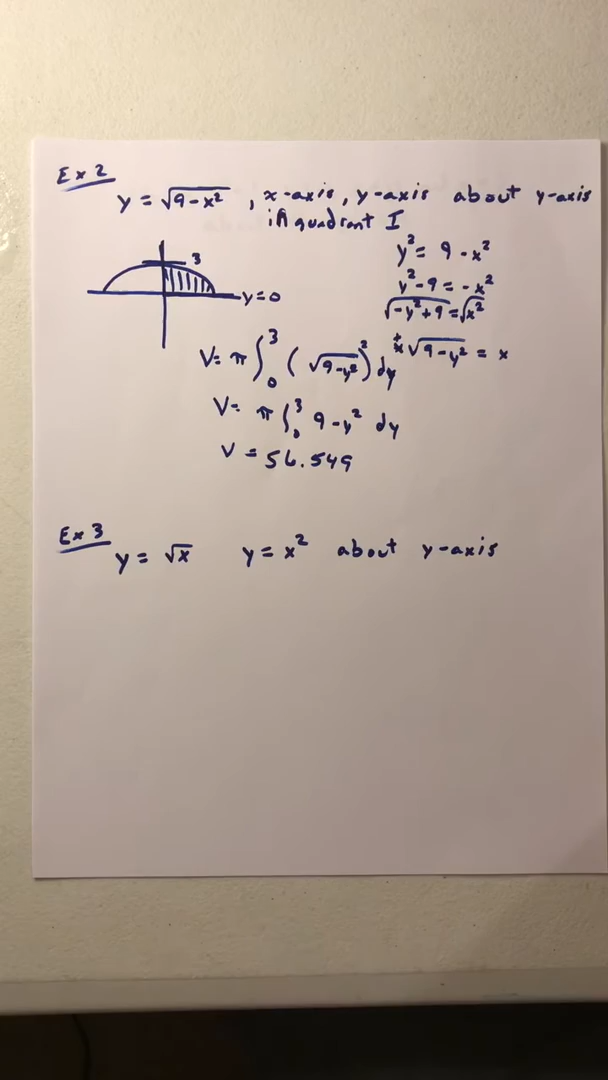 Ex 2
y = √9-x² , x-axis, y-axis about y-axis
in quadrant I
y² = 9 - x²
3
y² - 9 = -x²
y=0
√-y²+9 = √x²
± √9-y² = x
V = π ∫₀³ (√9-y²)² dy
V = π ∫₀³ 9-y² dy
V = 56.549
Ex 3
y = √x y = x² about y-axis